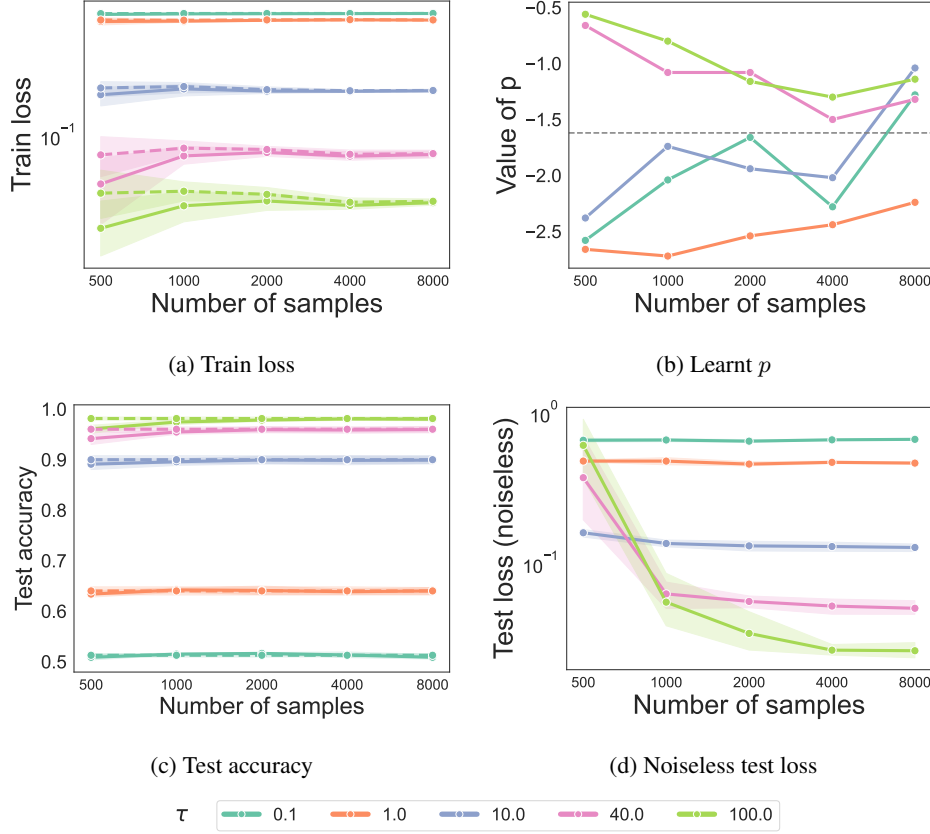 Train loss
10⁻¹
500 1000 2000 4000 8000
Number of samples
(a) Train loss
Value of p
−0.5
−1.0
−1.5
−2.0
−2.5
500 1000 2000 4000 8000
Number of samples
(b) Learnt p
Test accuracy
1.0
0.9
0.8
0.7
0.6
0.5
500 1000 2000 4000 8000
Number of samples
(c) Test accuracy
Test loss (noiseless)
10⁰
10⁻¹
500 1000 2000 4000 8000
Number of samples
(d) Noiseless test loss
τ 0.1 1.0 10.0 40.0 100.0